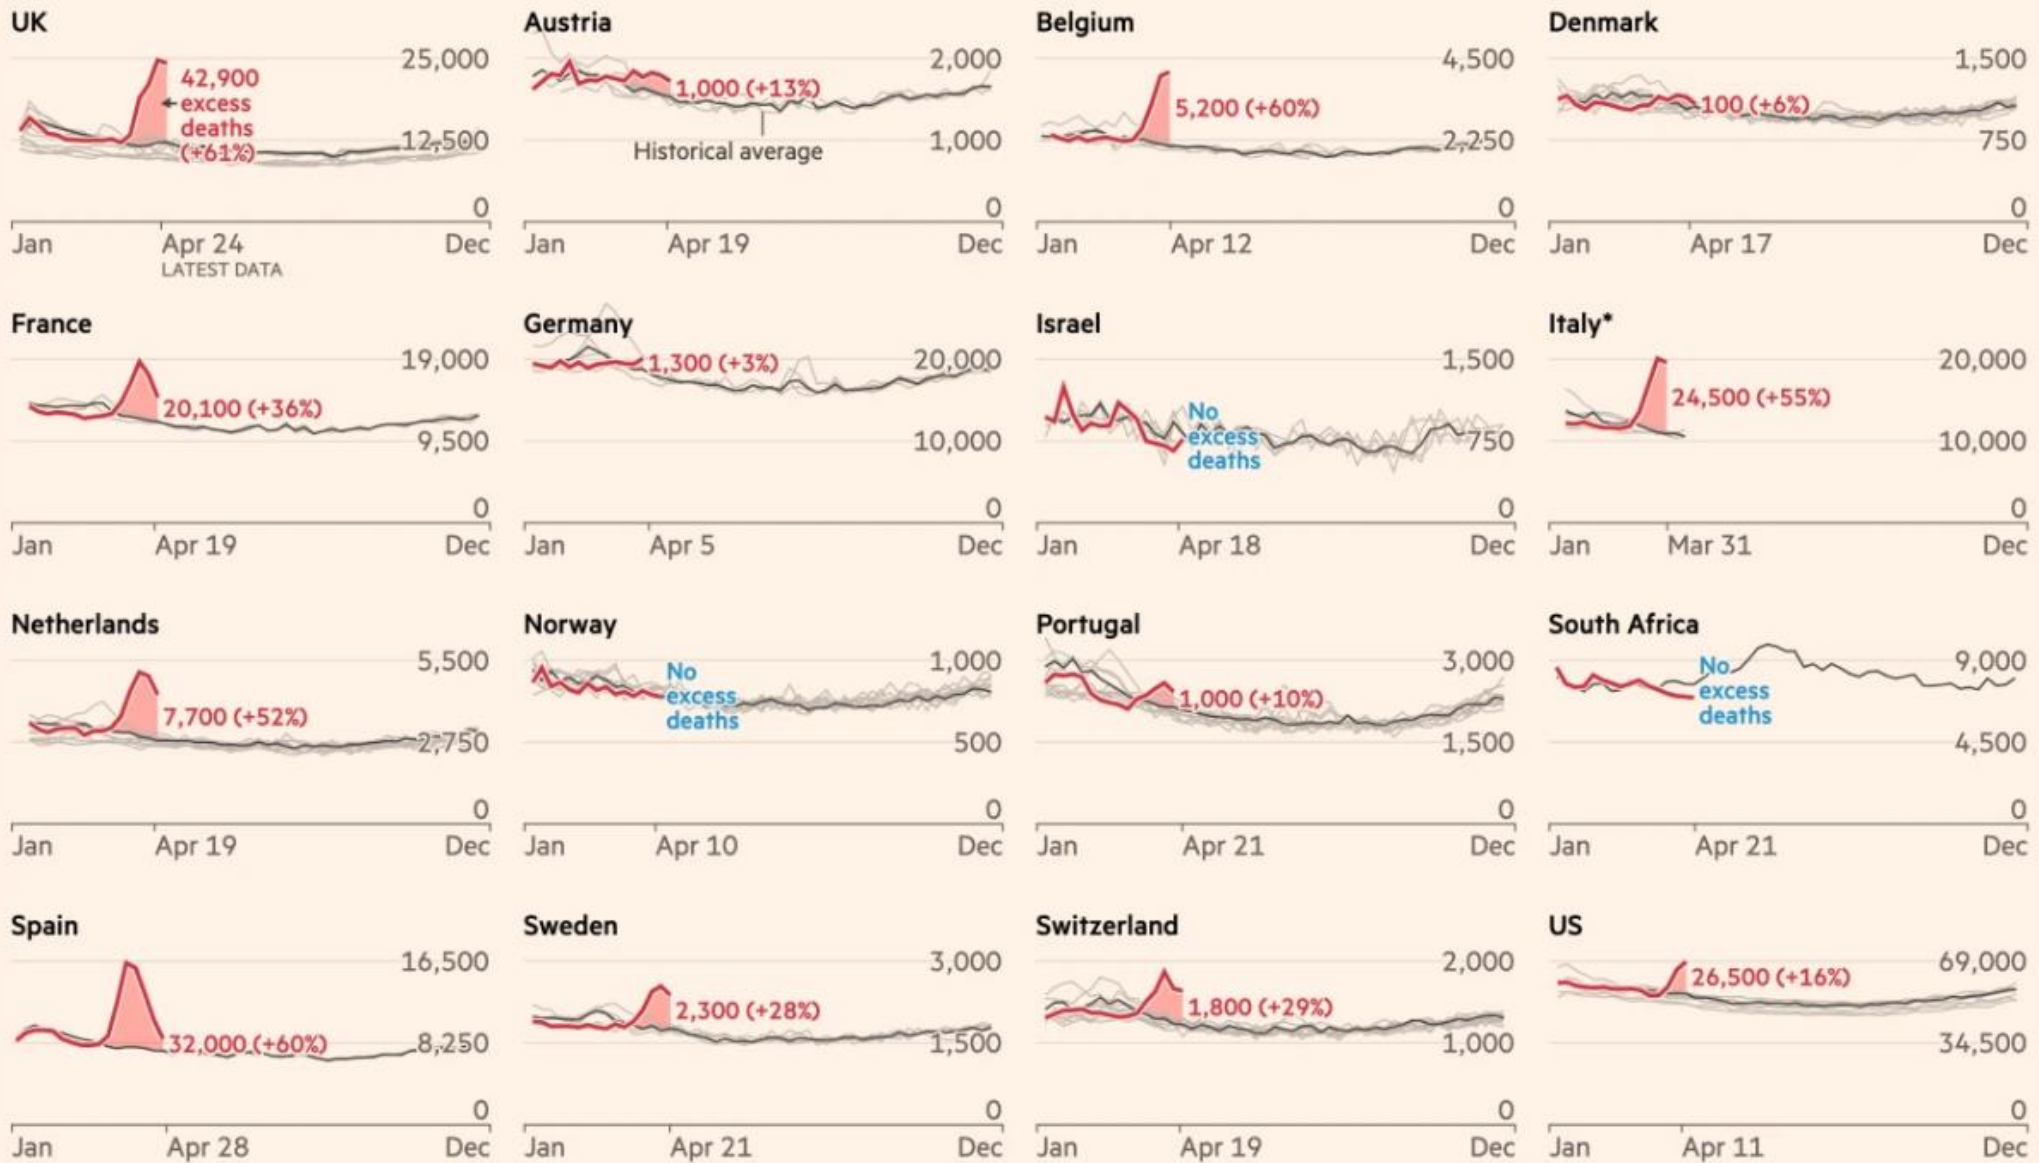 UK
25,000
42,900
excess
deaths
(+61%)
12,500
0
Jan
Apr 24
Dec
LATEST DATA
Austria
2,000
1,000 (+13%)
1,000
Historical average
0
Jan
Apr 19
Dec
Belgium
4,500
5,200 (+60%)
2,250
0
Jan
Apr 12
Dec
Denmark
1,500
100 (+6%)
750
0
Jan
Apr 17
Dec
France
19,000
20,100 (+36%)
9,500
0
Jan
Apr 19
Dec
Germany
20,000
1,300 (+3%)
10,000
0
Jan
Apr 5
Dec
Israel
1,500
No
excess
deaths
750
0
Jan
Apr 18
Dec
Italy*
20,000
24,500 (+55%)
10,000
0
Jan
Mar 31
Dec
Netherlands
5,500
7,700 (+52%)
2,750
0
Jan
Apr 19
Dec
Norway
1,000
No
excess
deaths
500
0
Jan
Apr 10
Dec
Portugal
3,000
1,000 (+10%)
1,500
0
Jan
Apr 21
Dec
South Africa
9,000
No
excess
deaths
4,500
0
Jan
Apr 21
Dec
Spain
16,500
32,000 (+60%)
8,250
0
Jan
Apr 28
Dec
Sweden
3,000
2,300 (+28%)
1,500
0
Jan
Apr 21
Dec
Switzerland
2,000
1,800 (+29%)
1,000
0
Jan
Apr 19
Dec
US
69,000
26,500 (+16%)
34,500
0
Jan
Apr 11
Dec